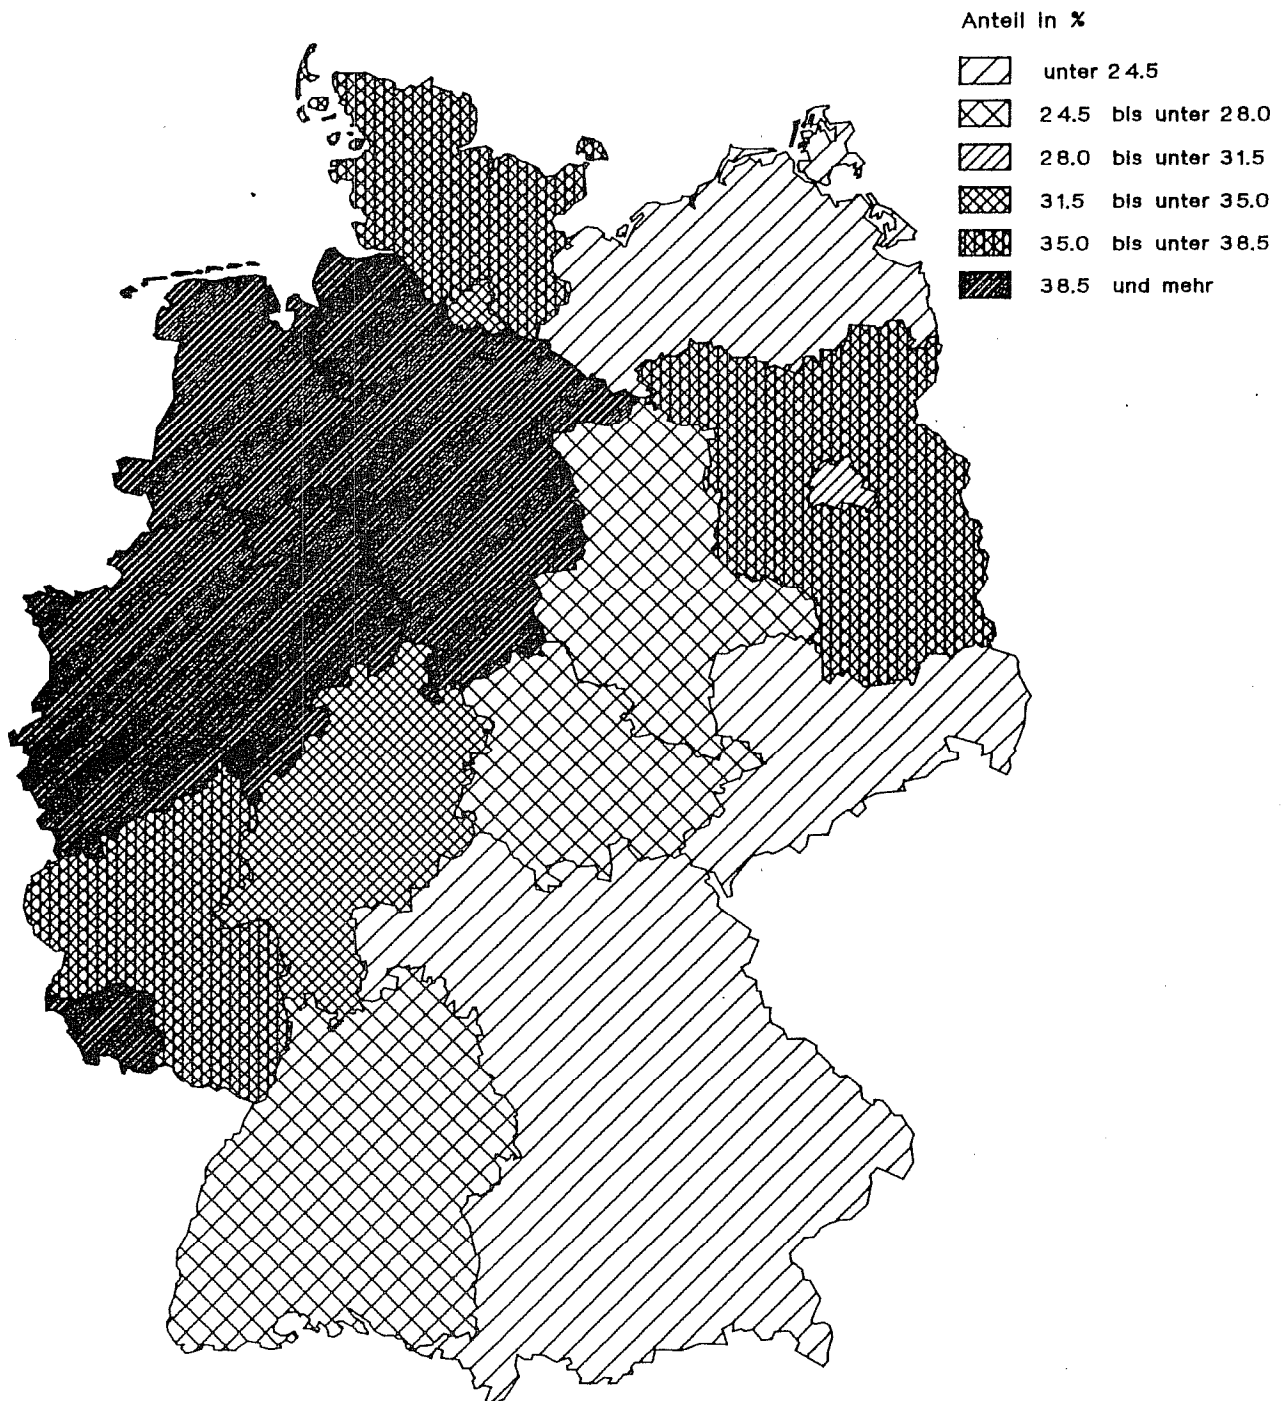 Anteil in %
unter 24.5
24.5 bis unter 28.0
28.0 bis unter 31.5
31.5 bis unter 35.0
35.0 bis unter 38.5
38.5 und mehr